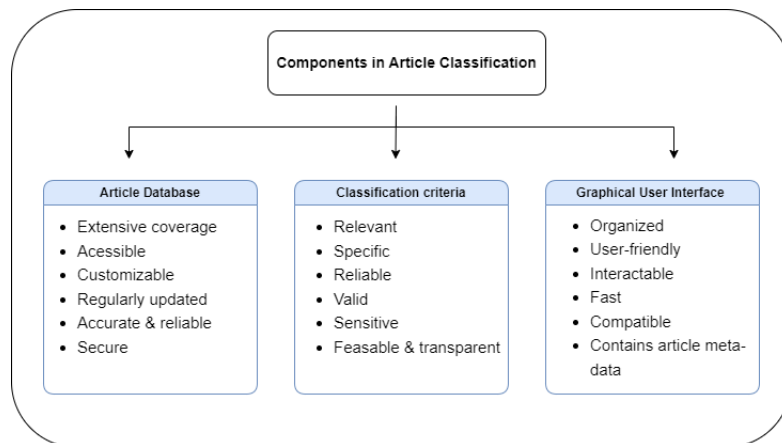 Components in Article Classification
Article Database
• Extensive coverage
• Acessible
• Customizable
• Regularly updated
• Accurate & reliable
• Secure
Classification criteria
• Relevant
• Specific
• Reliable
• Valid
• Sensitive
• Feasable & transparent
Graphical User Interface
• Organized
• User-friendly
• Interactable
• Fast
• Compatible
• Contains article meta-
data